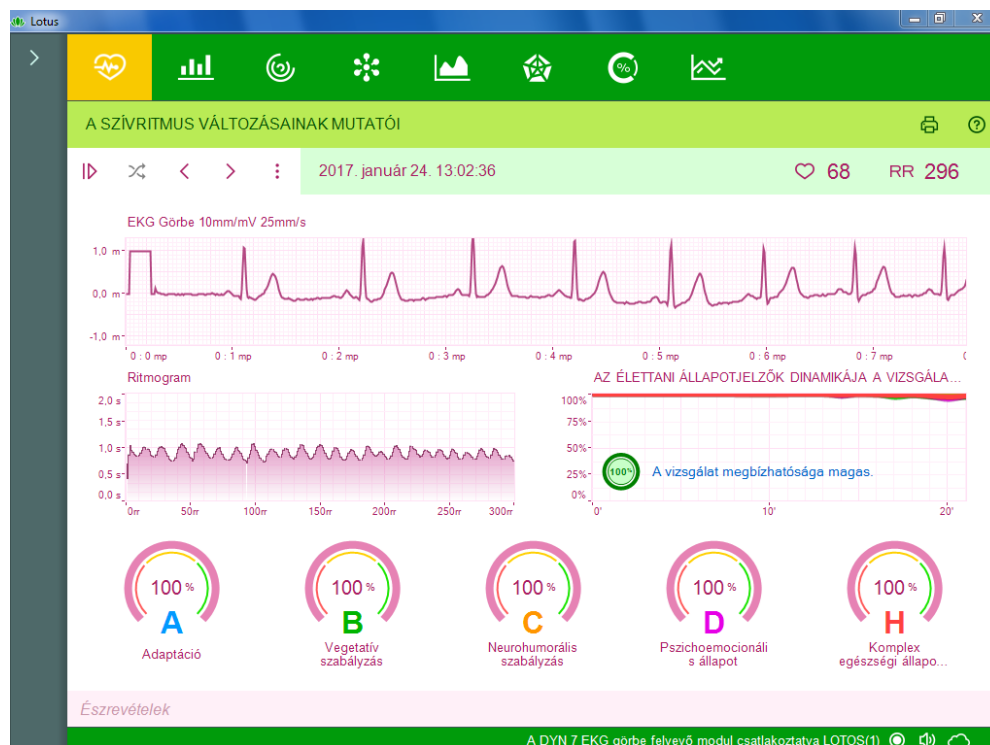 Lotus
%
A SZÍVRITMUS VÁLTOZÁSAINAK MUTATÓI
2017. január 24. 13:02:36
68
RR 296
EKG Görbe 10mm/mV 25mm/s
1,0 m
0,0 m
-1,0 m
0 : 0 mp 0 : 1 mp 0 : 2 mp 0 : 3 mp 0 : 4 mp 0 : 5 mp 0 : 6 mp 0 : 7 mp
Ritmogram
2,0 s
1,5 s
1,0 s
0,5 s
0,0 s
0rr 50rr 100rr 150rr 200rr 250rr 300rr
AZ ÉLETTANI ÁLLAPOTJELZŐK DINAMIKÁJA A VIZSGÁLA...
100%
75%
50%
25%
0%
100%
A vizsgálat megbízhatósága magas.
0' 10' 20'
100 %
A
Adaptáció
100 %
B
Vegetatív
szabályzás
100 %
C
Neurohumorális
szabályzás
100 %
D
Pszichoemocionáli
s állapot
100 %
H
Komplex
egészségi állapo...
Észrevételek
A DYN 7 EKG görbe felvevő modul csatlakoztatva LOTOS(1)